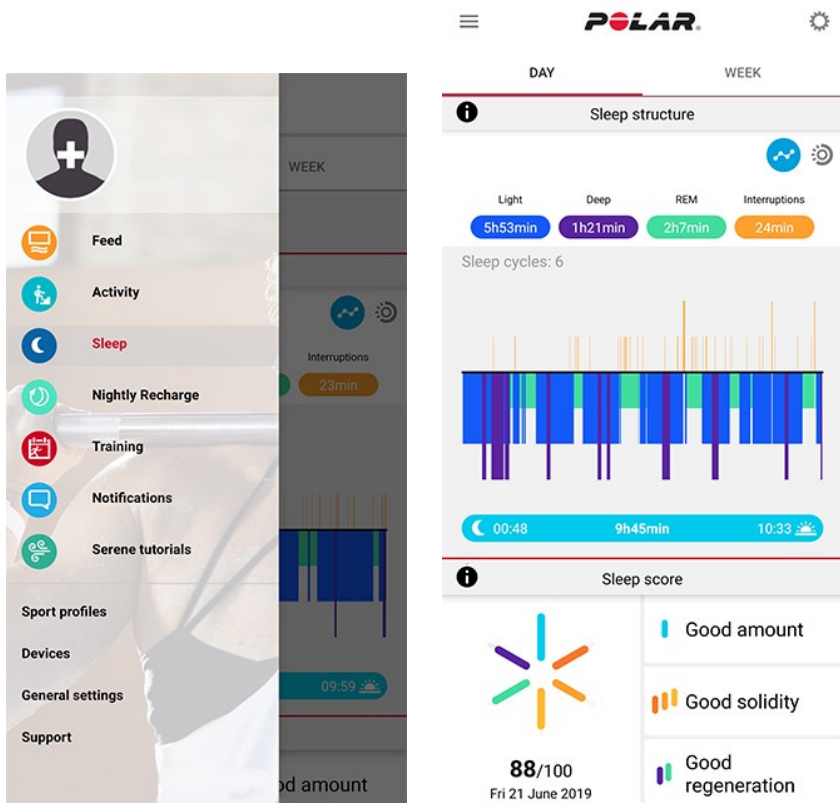 WEEK
Feed
Activity
Sleep
Interruptions
Nightly Recharge
23min
Training
Notifications
Serene tutorials
Sport profiles
Devices
General settings
09:59
Support
od amount
POLAR
DAY WEEK
Sleep structure
Light Deep REM Interruptions
5h53min 1h21min 2h7min 24min
Sleep cycles: 6
00:48 9h45min 10:33
Sleep score
Good amount
Good solidity
88/100
Fri 21 June 2019
Good
regeneration